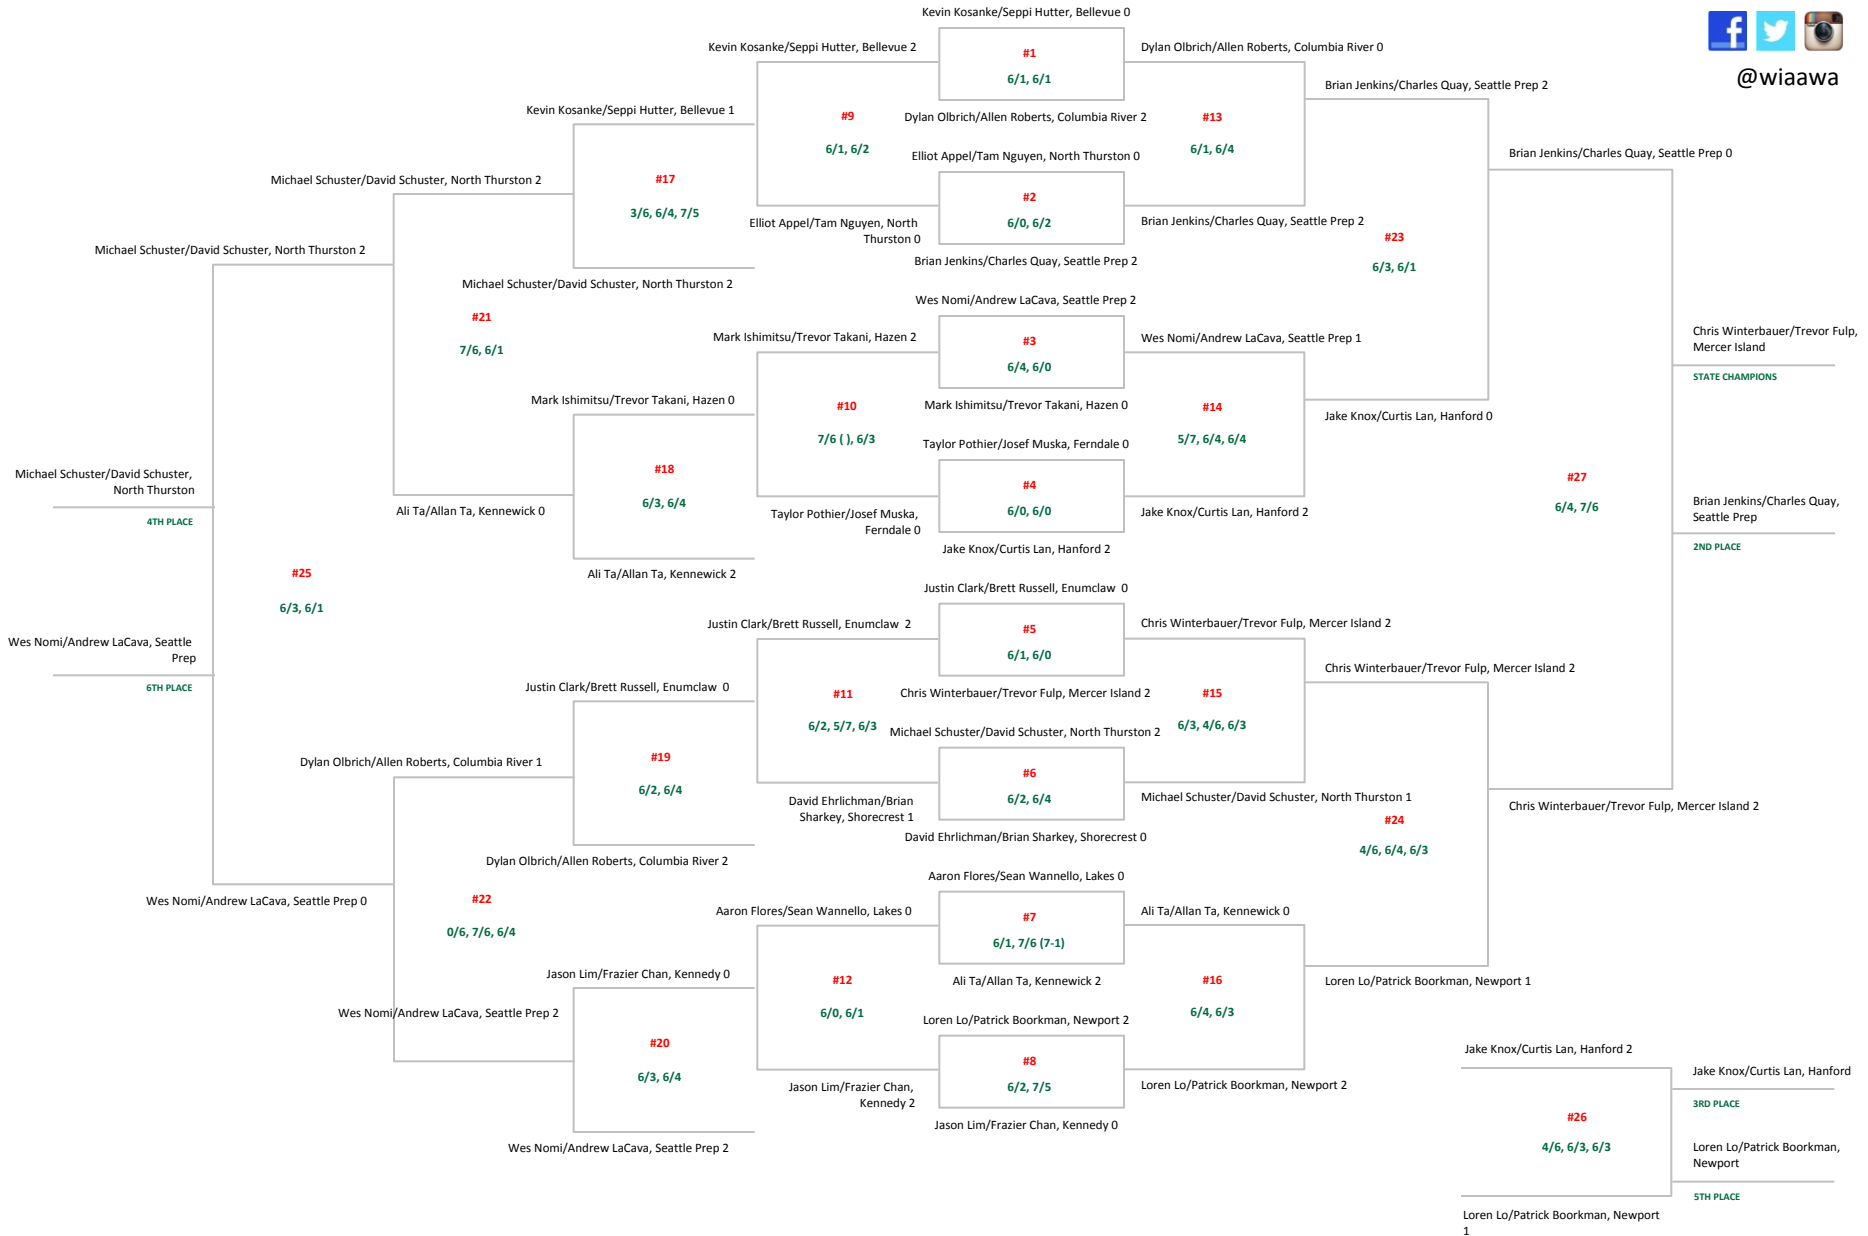 Kevin Kosanke/Seppi Hutter, Bellevue 0
Kevin Kosanke/Seppi Hutter, Bellevue 2
#1
Dylan Olbrich/Allen Roberts, Columbia River 0
@wiaawa
6/1, 6/1
Brian Jenkins/Charles Quay, Seattle Prep 2
Kevin Kosanke/Seppi Hutter, Bellevue 1
#9
Dylan Olbrich/Allen Roberts, Columbia River 2
#13
6/1, 6/2
Elliot Appel/Tam Nguyen, North Thurston 0
6/1, 6/4
Brian Jenkins/Charles Quay, Seattle Prep 0
Michael Schuster/David Schuster, North Thurston 2
#17
#2
3/6, 6/4, 7/5
Elliot Appel/Tam Nguyen, North
Thurston 0
6/0, 6/2
Brian Jenkins/Charles Quay, Seattle Prep 2
#23
Michael Schuster/David Schuster, North Thurston 2
Brian Jenkins/Charles Quay, Seattle Prep 2
6/3, 6/1
Michael Schuster/David Schuster, North Thurston 2
Wes Nomi/Andrew LaCava, Seattle Prep 2
#21
7/6, 6/1
Mark Ishimitsu/Trevor Takani, Hazen 2
#3
Wes Nomi/Andrew LaCava, Seattle Prep 1
Chris Winterbauer/Trevor Fulp,
Mercer Island
6/4, 6/0
STATE CHAMPIONS
Mark Ishimitsu/Trevor Takani, Hazen 0
#10
Mark Ishimitsu/Trevor Takani, Hazen 0
#14
Jake Knox/Curtis Lan, Hanford 0
7/6 ( ), 6/3
Taylor Pothier/Josef Muska, Ferndale 0
5/7, 6/4, 6/4
Michael Schuster/David Schuster,
North Thurston
#18
#4
#27
4TH PLACE
Ali Ta/Allan Ta, Kennewick 0
6/3, 6/4
Taylor Pothier/Josef Muska,
Ferndale 0
6/0, 6/0
Jake Knox/Curtis Lan, Hanford 2
6/4, 7/6
Brian Jenkins/Charles Quay,
Seattle Prep
Jake Knox/Curtis Lan, Hanford 2
2ND PLACE
#25
Ali Ta/Allan Ta, Kennewick 2
6/3, 6/1
Justin Clark/Brett Russell, Enumclaw 0
Justin Clark/Brett Russell, Enumclaw 2
#5
Chris Winterbauer/Trevor Fulp, Mercer Island 2
Wes Nomi/Andrew LaCava, Seattle
Prep
6/1, 6/0
Chris Winterbauer/Trevor Fulp, Mercer Island 2
6TH PLACE
Justin Clark/Brett Russell, Enumclaw 0
#11
Chris Winterbauer/Trevor Fulp, Mercer Island 2
#15
6/2, 5/7, 6/3
Michael Schuster/David Schuster, North Thurston 2
6/3, 4/6, 6/3
Dylan Olbrich/Allen Roberts, Columbia River 1
#19
#6
6/2, 6/4
David Ehrlichman/Brian
Sharkey, Shorecrest 1
6/2, 6/4
Michael Schuster/David Schuster, North Thurston 1
Chris Winterbauer/Trevor Fulp, Mercer Island 2
#24
David Ehrlichman/Brian Sharkey, Shorecrest 0
4/6, 6/4, 6/3
Dylan Olbrich/Allen Roberts, Columbia River 2
Aaron Flores/Sean Wannello, Lakes 0
Wes Nomi/Andrew LaCava, Seattle Prep 0
#22
0/6, 7/6, 6/4
Aaron Flores/Sean Wannello, Lakes 0
#7
Ali Ta/Allan Ta, Kennewick 0
6/1, 7/6 (7-1)
Jason Lim/Frazier Chan, Kennedy 0
#12
Ali Ta/Allan Ta, Kennewick 2
#16
Loren Lo/Patrick Boorkman, Newport 1
Wes Nomi/Andrew LaCava, Seattle Prep 2
6/0, 6/1
Loren Lo/Patrick Boorkman, Newport 2
6/4, 6/3
#20
#8
Jake Knox/Curtis Lan, Hanford 2
6/3, 6/4
Jason Lim/Frazier Chan,
Kennedy 2
6/2, 7/5
Loren Lo/Patrick Boorkman, Newport 2
Jake Knox/Curtis Lan, Hanford
3RD PLACE
Jason Lim/Frazier Chan, Kennedy 0
#26
Wes Nomi/Andrew LaCava, Seattle Prep 2
4/6, 6/3, 6/3
Loren Lo/Patrick Boorkman,
Newport
5TH PLACE
Loren Lo/Patrick Boorkman, Newport
1